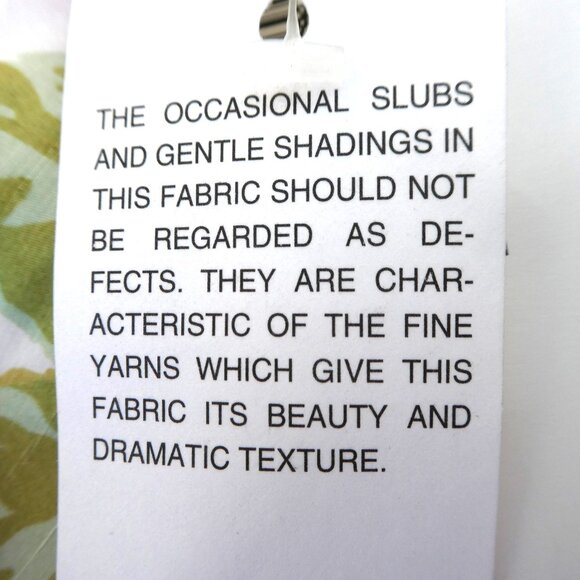 THE OCCASIONAL SLUBS
AND GENTLE SHADINGS IN
THIS FABRIC SHOULD NOT
BE REGARDED AS DE-
FECTS. THEY ARE CHAR-
ACTERISTIC OF THE FINE
YARNS WHICH GIVE THIS
FABRIC ITS BEAUTY AND
DRAMATIC TEXTURE.